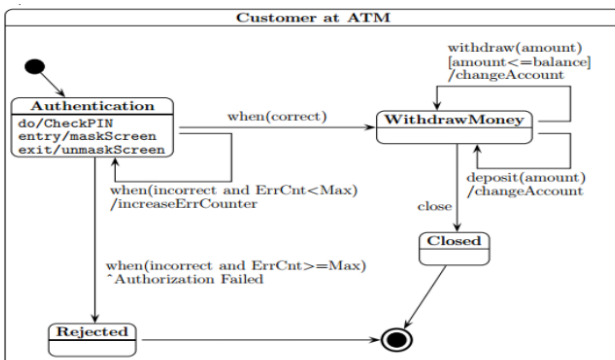 Customer at ATM
withdraw(amount)
[amount<=balance]
/changeAccount
Authentication
do/CheckPIN
entry/maskScreen
exit/unmaskScreen
when(correct)
WithdrawMoney
when(incorrect and ErrCnt<Max)
/increaseErrCounter
deposit(amount)
/changeAccount
close
Closed
when(incorrect and ErrCnt>=Max)
^Authorization Failed
Rejected